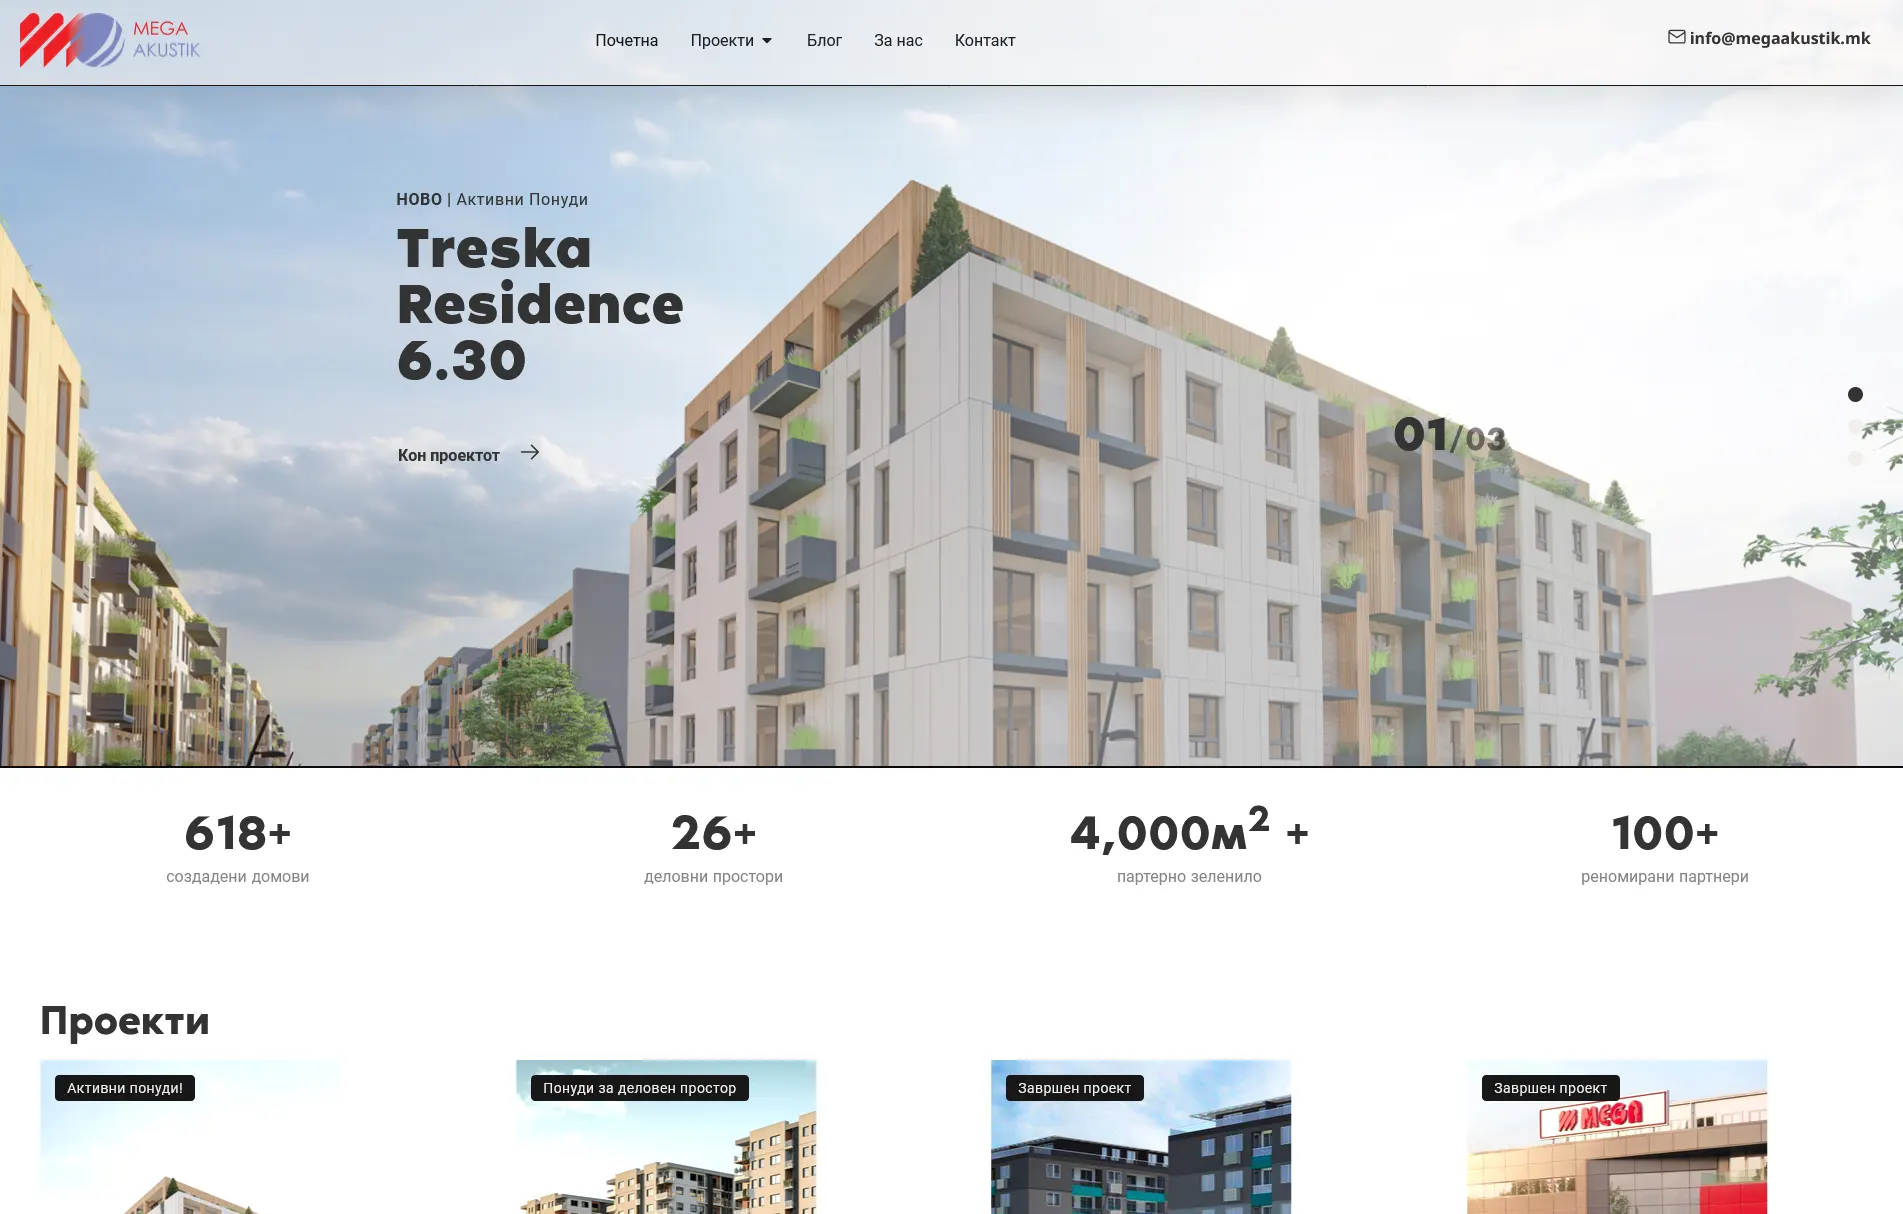 MEGA
AKUSTIK
Почетна
Проекти
Блог
За нас
Контакт
info@megaakustik.mk
НОВО | Активни Понуди
Treska
Residence
6.30
Кон проектот
01/03
618+
создадени домови
26+
деловни простори
4,000м² +
партерно зеленило
100+
реномирани партнери
Проекти
Активни понуди!
Понуди за деловен простор
Завршен проект
Завршен проект
MEGA